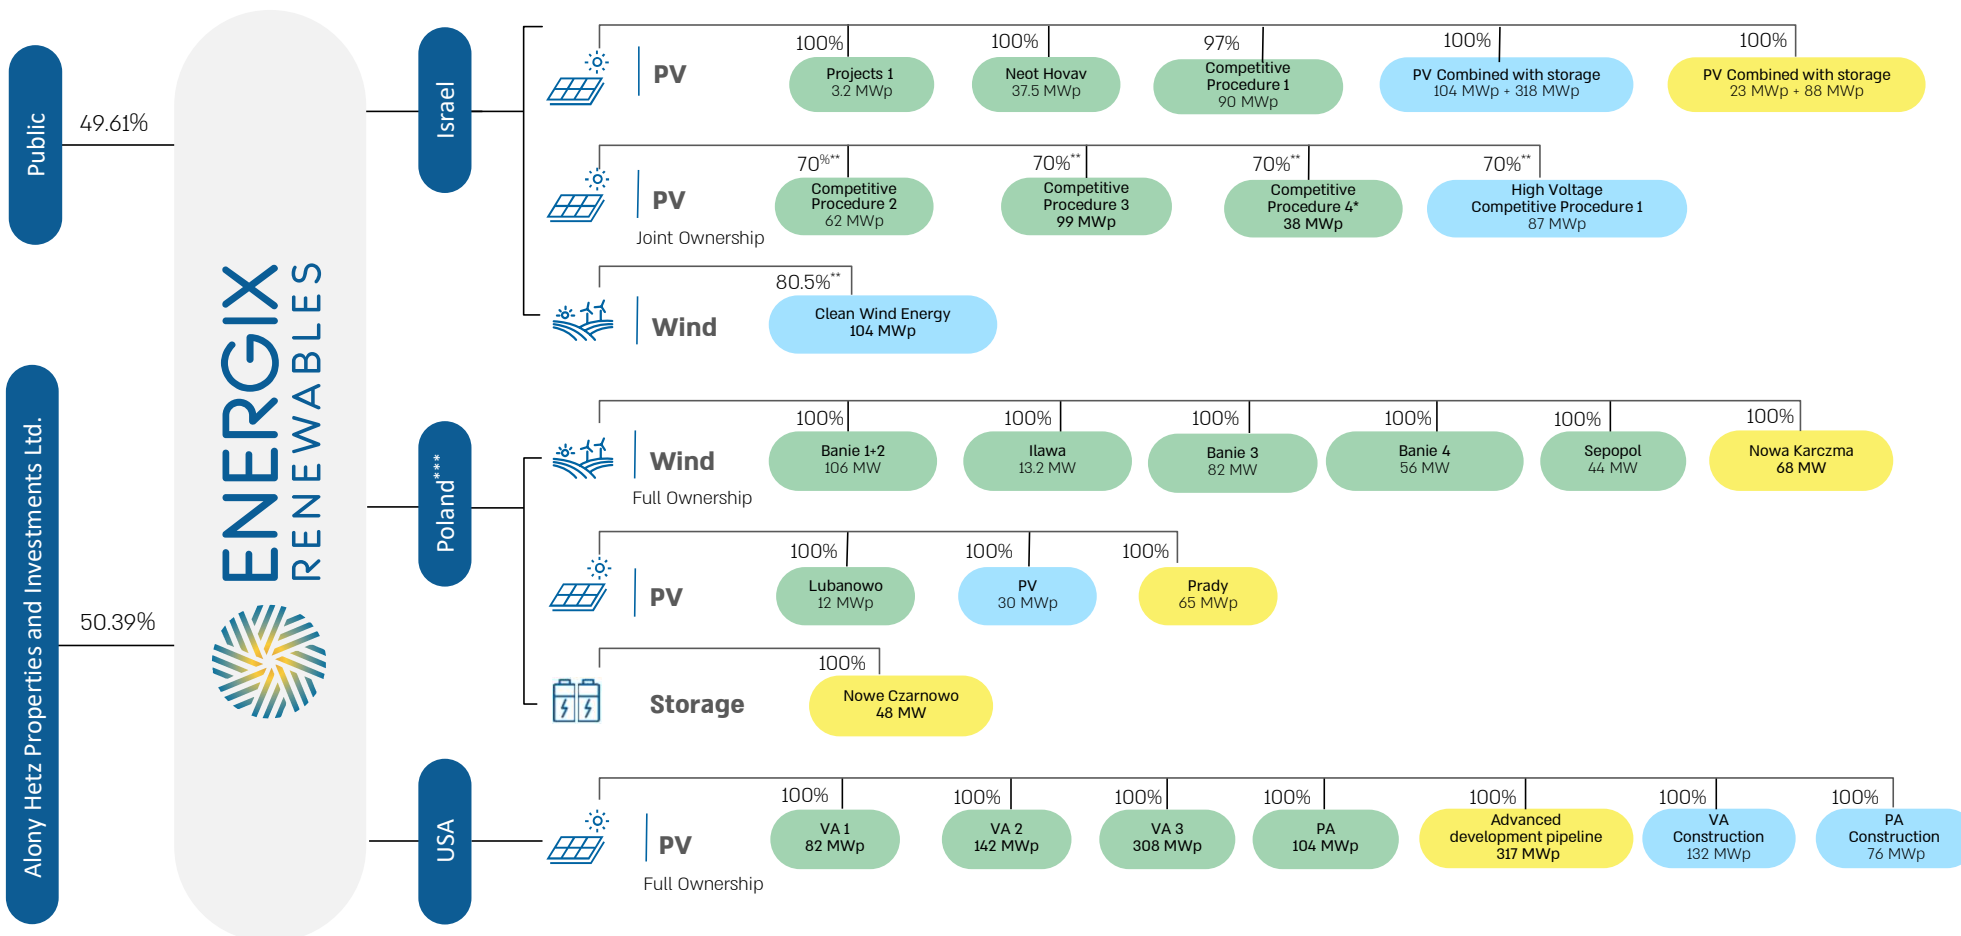 Public
49.61%
Alony Hetz Properties and Investments Ltd.
50.39%
ENERGIX
RENEWABLES
Israel
PV
100%
Projects 1
3.2 MWp
100%
Neot Hovav
37.5 MWp
97%
Competitive
Procedure 1
90 MWp
100%
PV Combined with storage
104 MWp + 318 MWp
100%
PV Combined with storage
23 MWp + 88 MWp
PV
Joint Ownership
70%**
Competitive
Procedure 2
62 MWp
70%**
Competitive
Procedure 3
99 MWp
70%**
Competitive
Procedure 4*
38 MWp
70%**
High Voltage
Competitive Procedure 1
87 MWp
Wind
80.5%**
Clean Wind Energy
104 MWp
Poland***
Wind
Full Ownership
100%
Banie 1+2
106 MW
100%
Ilawa
13.2 MW
100%
Banie 3
82 MW
100%
Banie 4
56 MW
100%
Sepopol
44 MW
100%
Nowa Karczma
68 MW
PV
100%
Lubanowo
12 MWp
100%
PV
30 MWp
100%
Prady
65 MWp
Storage
100%
Nowe Czarnowo
48 MW
USA
PV
Full Ownership
100%
VA 1
82 MWp
100%
VA 2
142 MWp
100%
VA 3
308 MWp
100%
PA
104 MWp
100%
Advanced
development pipeline
317 MWp
100%
VA
Construction
132 MWp
100%
PA
Construction
76 MWp